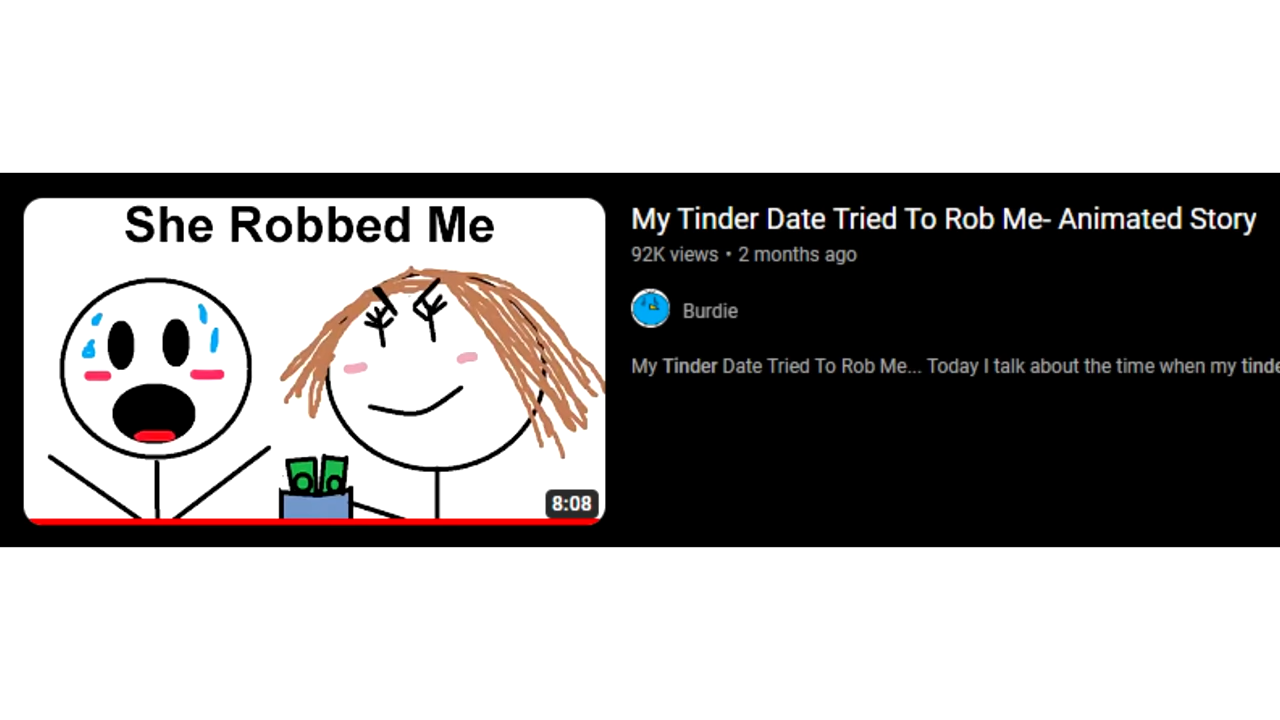 She Robbed Me
8:08
My Tinder Date Tried To Rob Me- Animated Story
92K views • 2 months ago
Burdie
My Tinder Date Tried To Rob Me... Today I talk about the time when my tinde